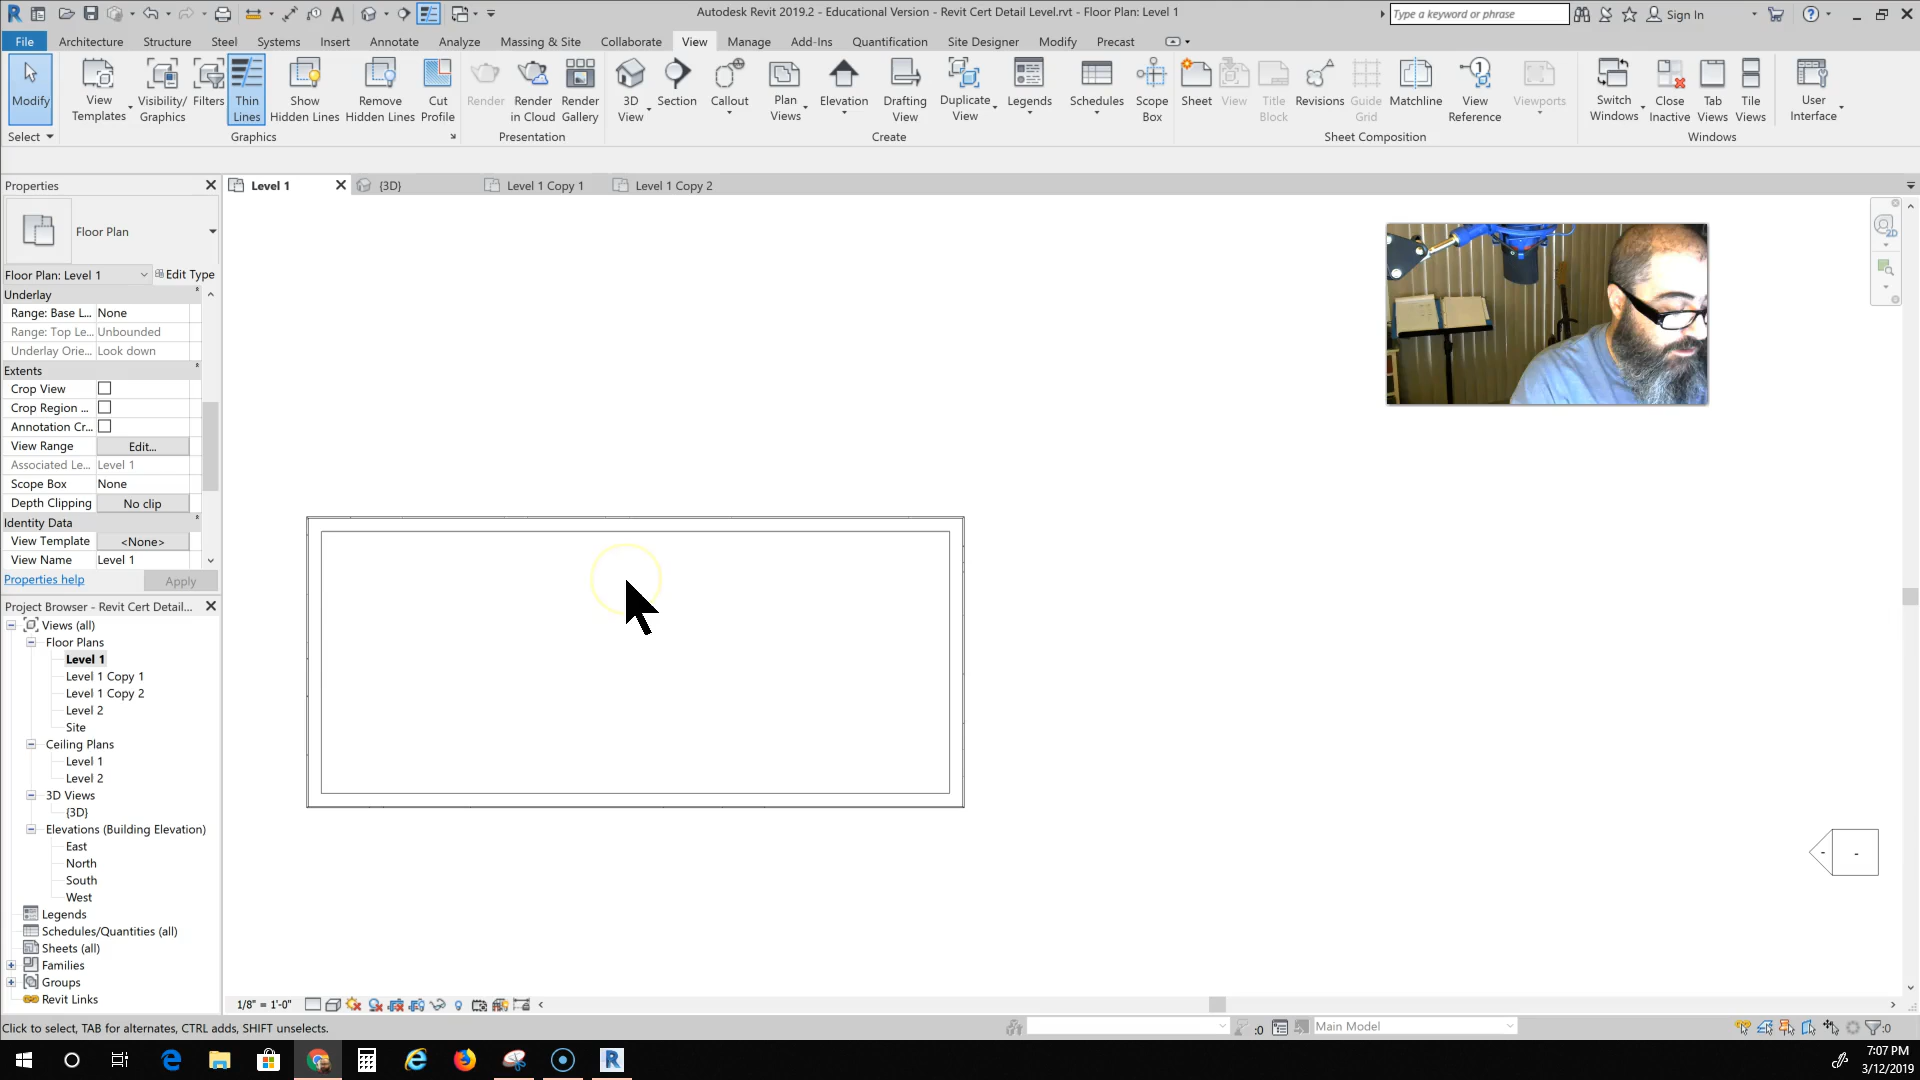 Autodesk Revit 2019.2 - Educational Version - Revit Cert Detail Level.rvt - Floor Plan: Level 1
Type a keyword or phrase
Sign In
File Architecture Structure Steel Systems Insert Annotate Analyze Massing & Site Collaborate View Manage Add-Ins Quantification Site Designer Modify Precast
Modify
View Templates
Visibility/ Graphics
Filters
Thin Lines
Show Hidden Lines
Remove Hidden Lines
Cut Profile
Render
Render in Cloud
Render Gallery
3D View
Section
Callout
Plan Views
Elevation
Drafting View
Duplicate View
Legends
Schedules
Scope Box
Sheet
View
Title Block
Revisions
Guide Grid
Matchline
View Reference
Viewports
Switch Windows
Close Inactive
Tab Views
Tile Views
User Interface
Select Graphics Presentation Create Sheet Composition Windows
Properties
Level 1 {3D} Level 1 Copy 1 Level 1 Copy 2
Floor Plan
Floor Plan: Level 1 Edit Type
Underlay
Range: Base L... None
Range: Top Le... Unbounded
Underlay Orie... Look down
Extents
Crop View
Crop Region ...
Annotation Cr...
View Range Edit...
Associated Le... Level 1
Scope Box None
Depth Clipping No clip
Identity Data
View Template <None>
View Name Level 1
Properties help Apply
Project Browser - Revit Cert Detail...
Views (all)
Floor Plans
Level 1
Level 1 Copy 1
Level 1 Copy 2
Level 2
Site
Ceiling Plans
Level 1
Level 2
3D Views
{3D}
Elevations (Building Elevation)
East
North
South
West
Legends
Schedules/Quantities (all)
Sheets (all)
Families
Groups
Revit Links
1/8" = 1'-0"
Click to select, TAB for alternates, CTRL adds, SHIFT unselects.
:0
Main Model
:0
7:07 PM
3/12/2019